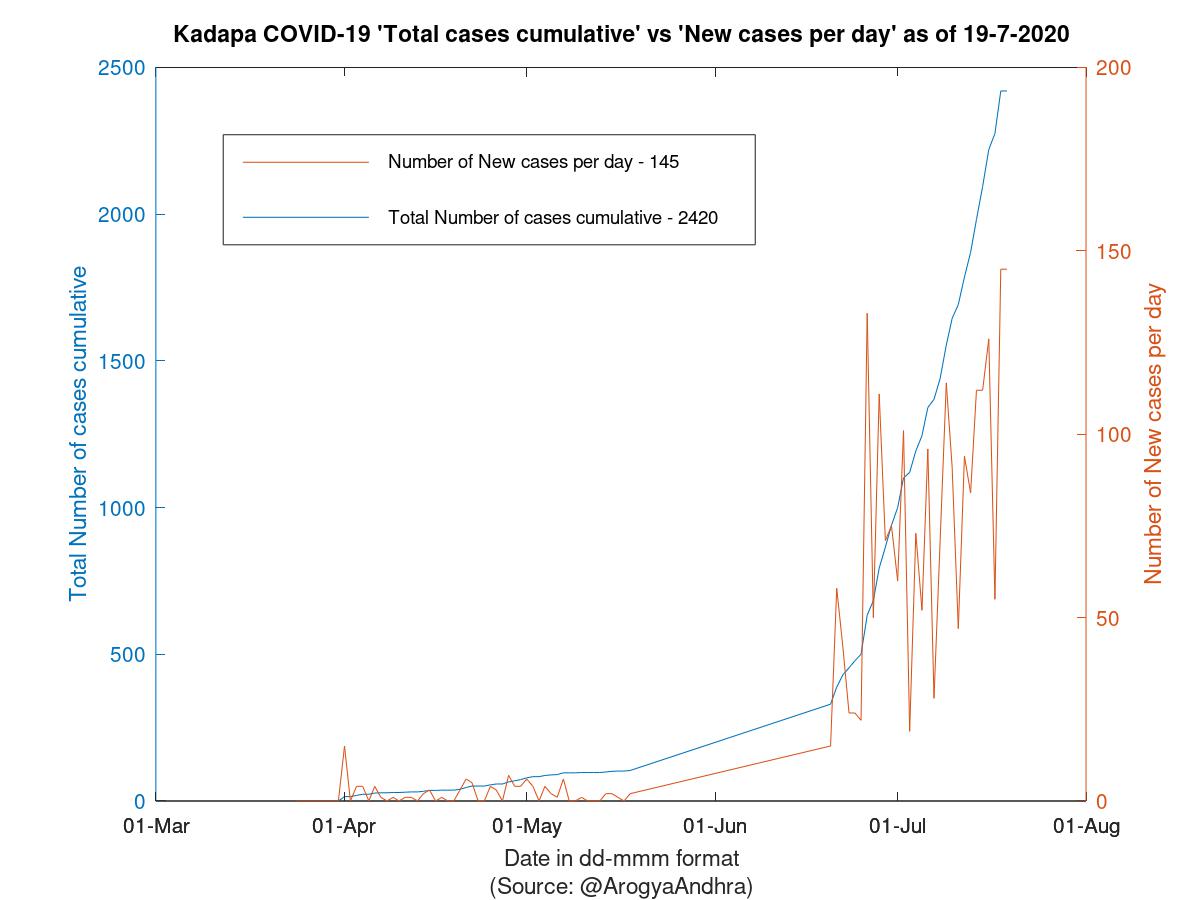 Kadapa COVID-19 'Total cases cumulative' vs 'New cases per day' as of 19-7-2020
2500
2000
1500
1000
500
0
Total Number of cases cumulative
Number of New cases per day - 145
Total Number of cases cumulative - 2420
200
150
100
50
0
Number of New cases per day
01-Mar
01-Apr
01-May
01-Jun
01-Jul
01-Aug
Date in dd-mmm format
(Source: @ArogyaAndhra)